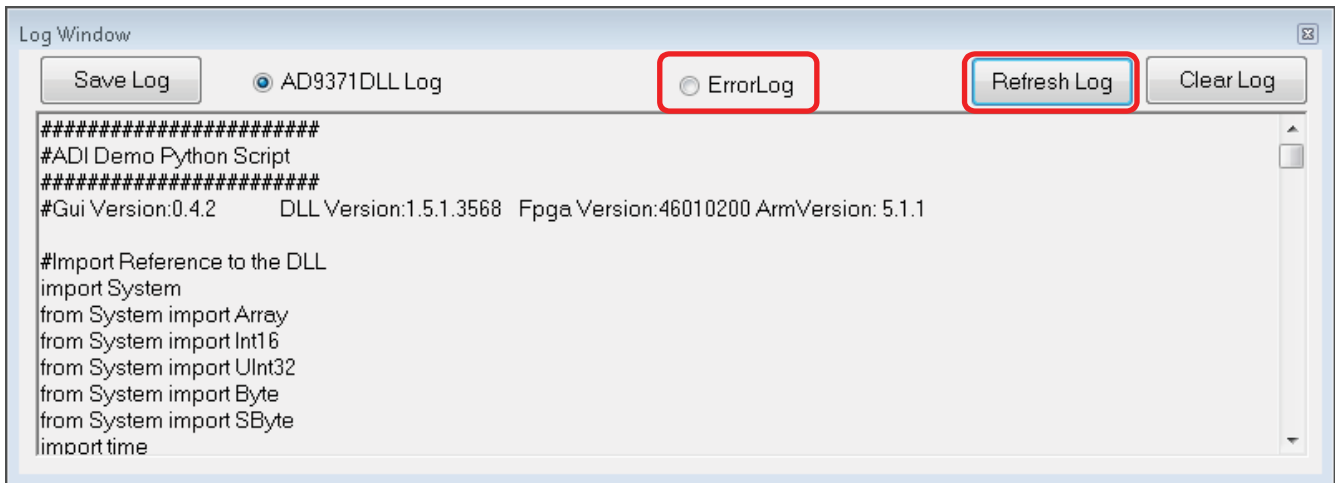 Log Window
Save Log AD9371DLL Log ErrorLog Refresh Log Clear Log
########################
#ADI Demo Python Script
########################
#Gui Version:0.4.2 DLL Version:1.5.1.3568 Fpga Version:46010200 ArmVersion: 5.1.1
#Import Reference to the DLL
import System
from System import Array
from System import Int16
from System import UInt32
from System import Byte
from System import SByte
import time